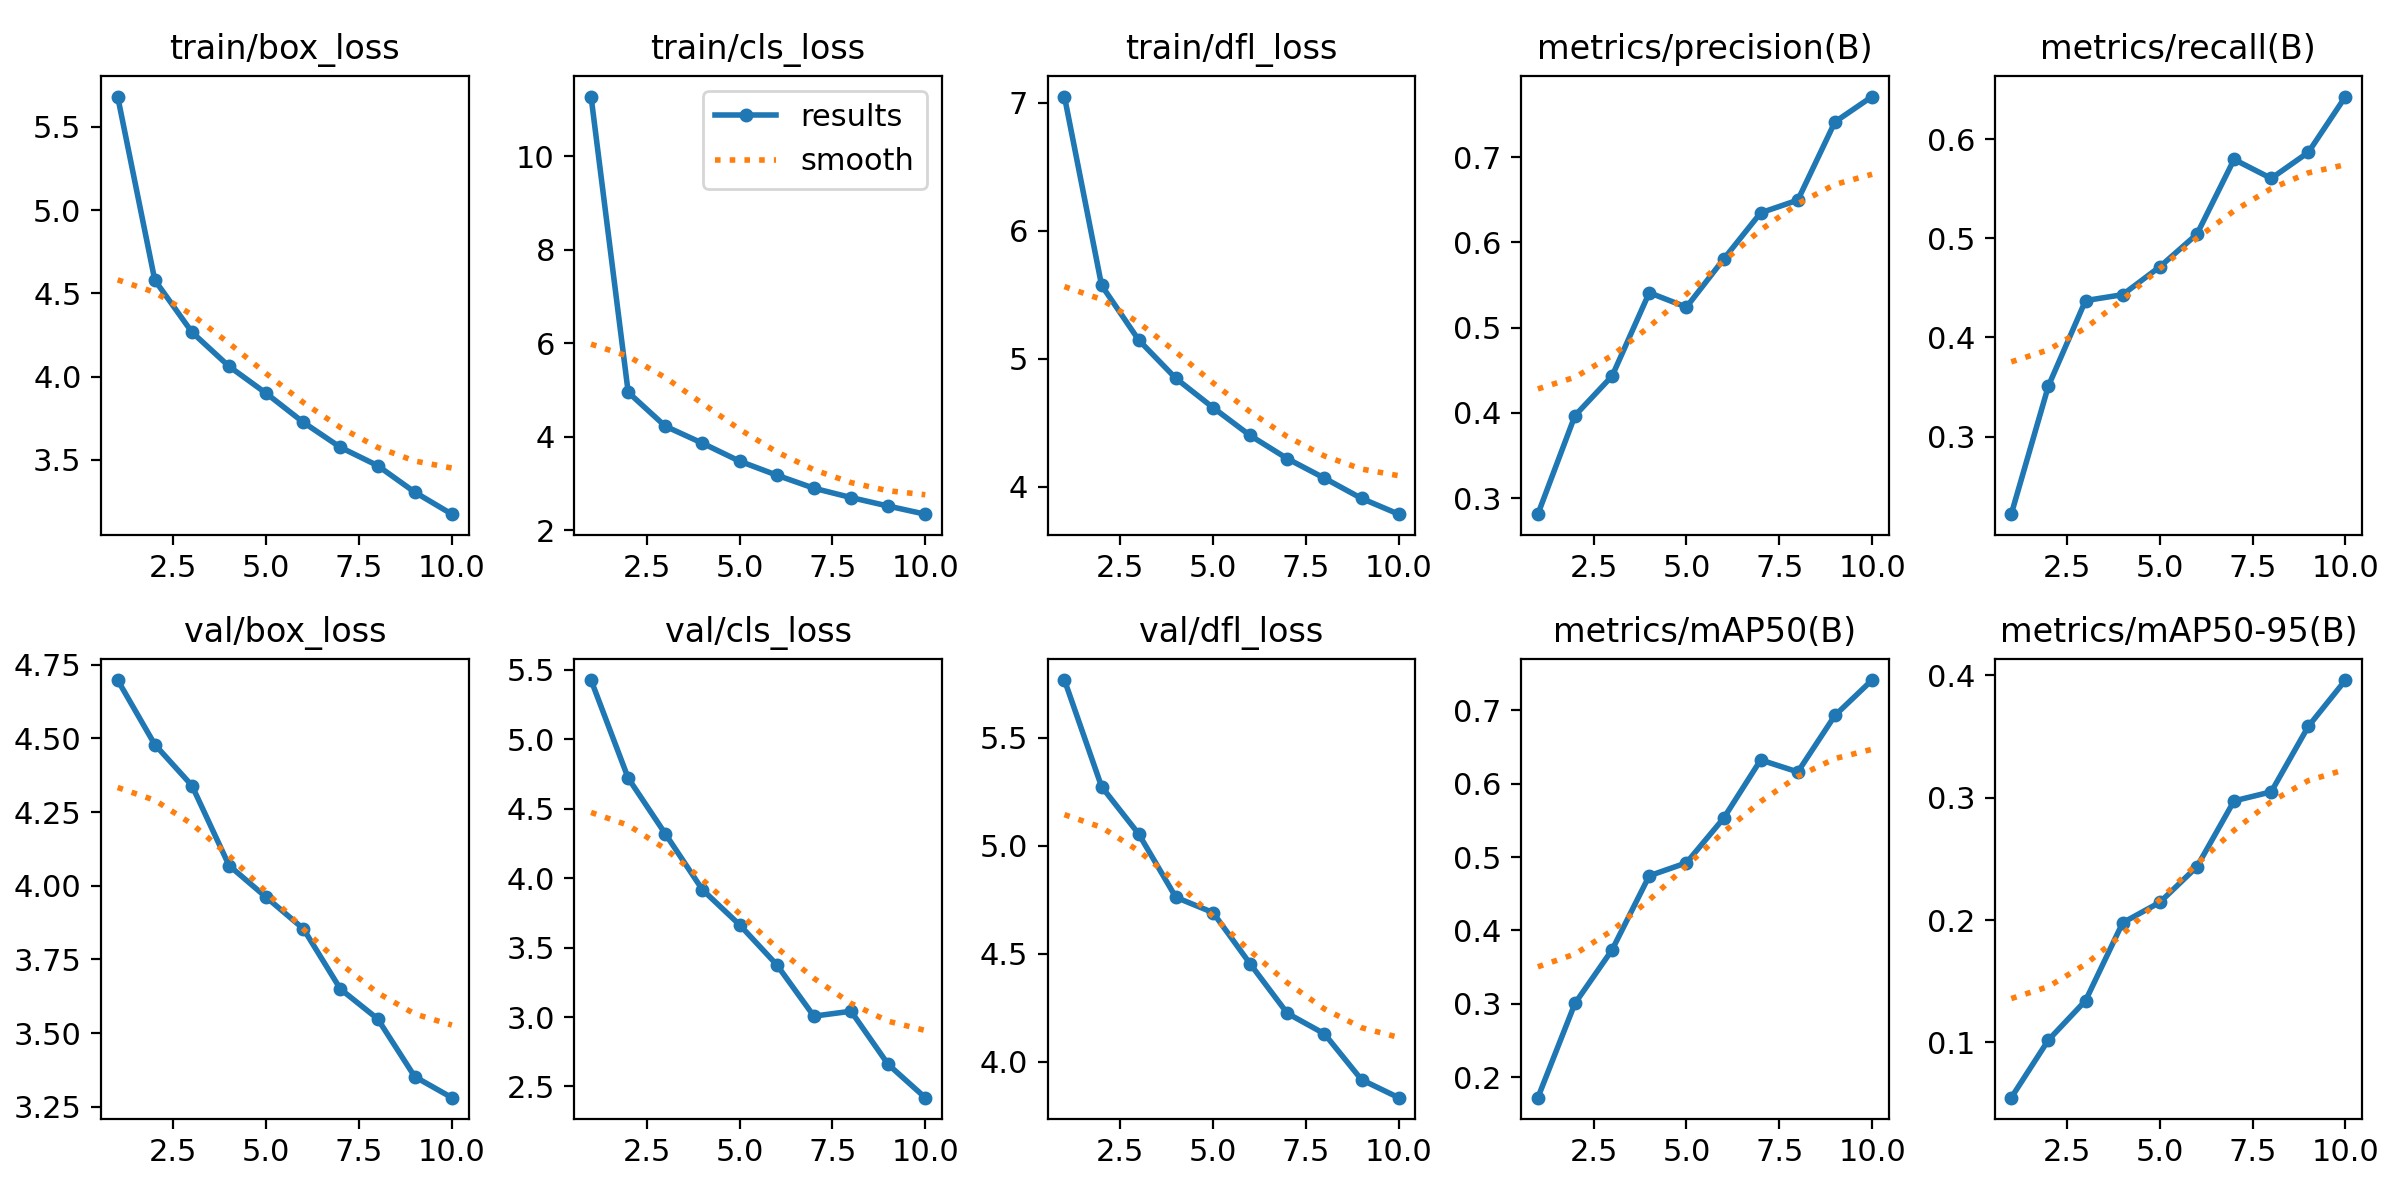 train/box_loss
5.5
5.0
4.5
4.0
3.5
2.5 5.0 7.5 10.0
train/cls_loss
results
smooth
10
8
6
4
2
2.5 5.0 7.5 10.0
train/dfl_loss
7
6
5
4
2.5 5.0 7.5 10.0
metrics/precision(B)
0.7
0.6
0.5
0.4
0.3
2.5 5.0 7.5 10.0
metrics/recall(B)
0.6
0.5
0.4
0.3
2.5 5.0 7.5 10.0
val/box_loss
4.75
4.50
4.25
4.00
3.75
3.50
3.25
2.5 5.0 7.5 10.0
val/cls_loss
5.5
5.0
4.5
4.0
3.5
3.0
2.5
2.5 5.0 7.5 10.0
val/dfl_loss
5.5
5.0
4.5
4.0
2.5 5.0 7.5 10.0
metrics/mAP50(B)
0.7
0.6
0.5
0.4
0.3
0.2
2.5 5.0 7.5 10.0
metrics/mAP50-95(B)
0.4
0.3
0.2
0.1
2.5 5.0 7.5 10.0